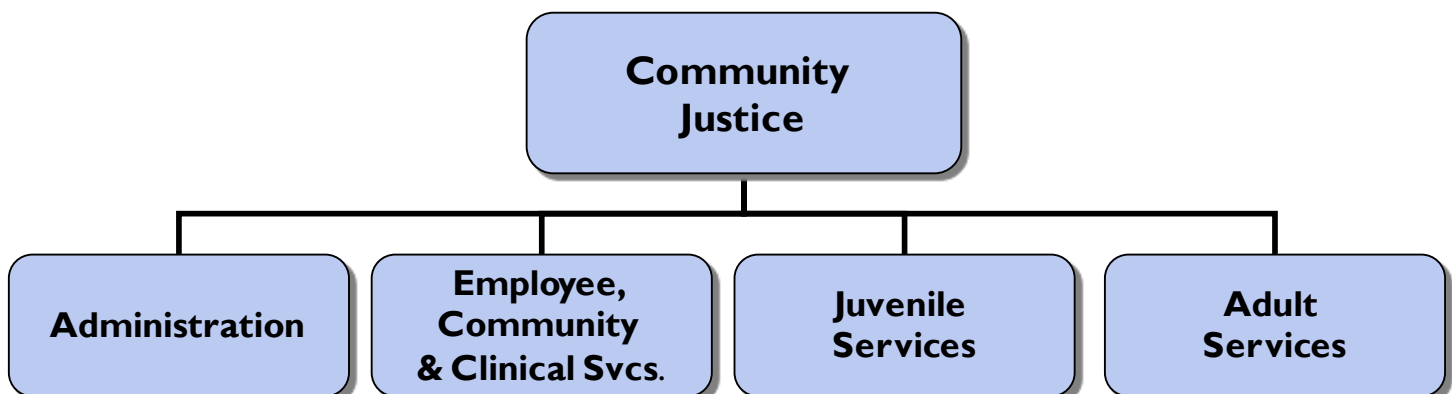 Community
Justice
Administration
Employee,
Community
& Clinical Svcs.
Juvenile
Services
Adult
Services